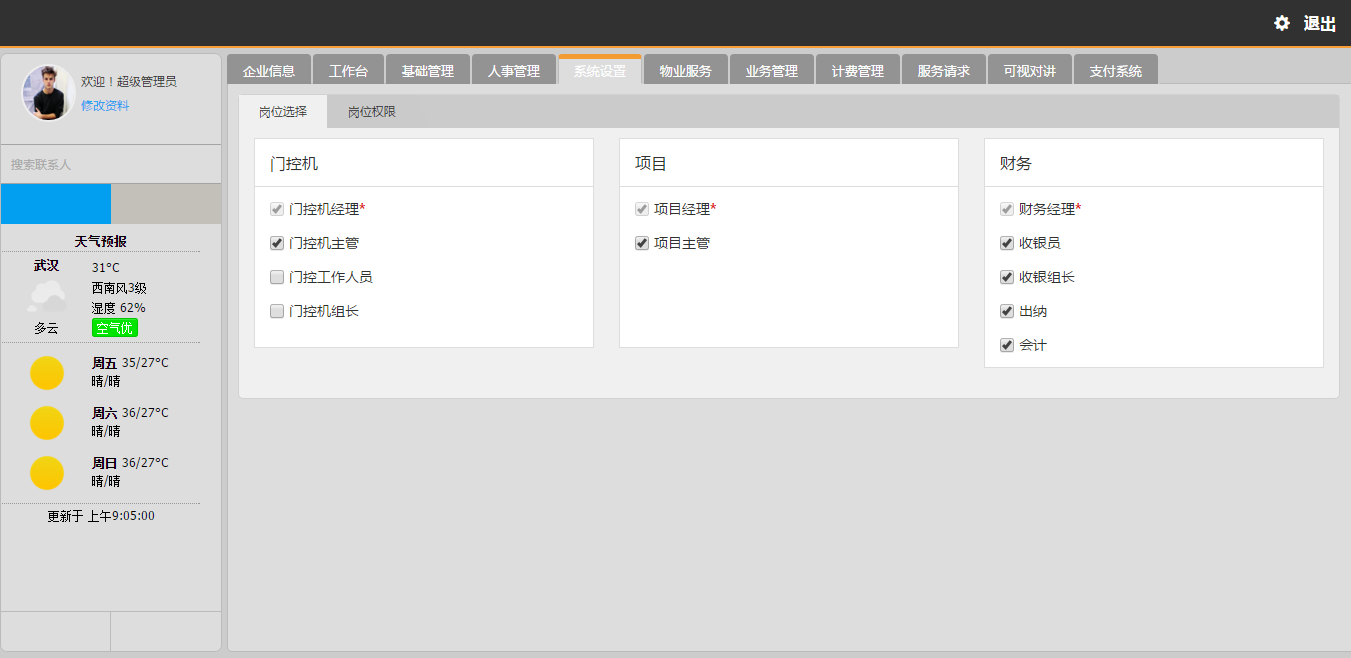 退出
欢迎！超级管理员
修改资料
搜索联系人
天气预报
武汉 31°C
西南风3级
湿度 62%
多云 空气优
周五 35/27°C
晴/晴
周六 36/27°C
晴/晴
周日 36/27°C
晴/晴
更新于 上午9:05:00
企业信息 工作台 基础管理 人事管理 系统设置 物业服务 业务管理 计费管理 服务请求 可视对讲 支付系统
岗位选择 岗位权限
门控机
门控机经理*
门控机主管
门控工作人员
门控机组长
项目
项目经理*
项目主管
财务
财务经理*
收银员
收银组长
出纳
会计